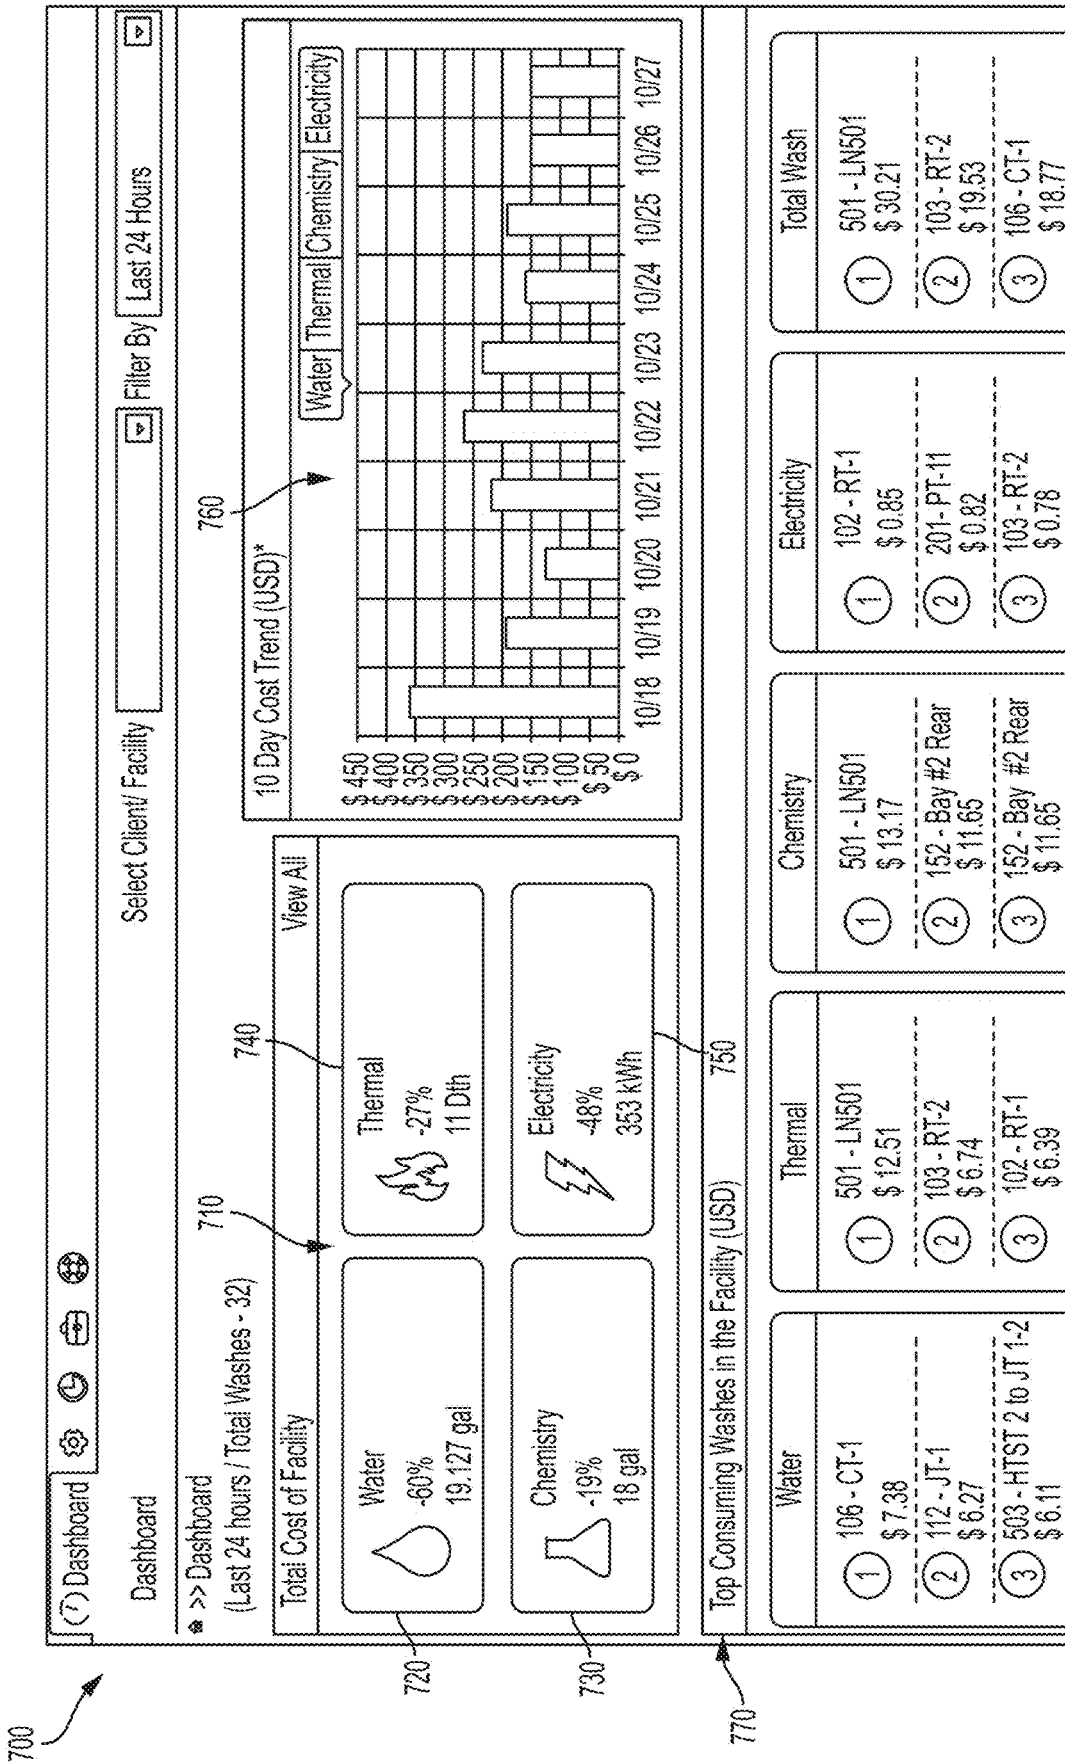 700
Dashboard
Dashboard
Select Client/ Facility
Filter By
Last 24 Hours
>> Dashboard
(Last 24 hours / Total Washes - 32)
710
740
760
Total Cost of Facility
View All
10 Day Cost Trend (USD)*
Water
Thermal
Chemistry
Electricity
720
Water
-60%
19.127 gal
Thermal
-27%
11 Dth
730
Chemistry
-19%
18 gal
Electricity
-48%
353 kWh
750
$ 450
$ 400
$ 350
$ 300
$ 250
$ 200
$ 150
$ 100
$ 50
$ 0
10/18 10/19 10/20 10/21 10/22 10/23 10/24 10/25 10/26 10/27
770
Top Consuming Washes in the Facility (USD)
Water
1 106 - CT-1
$ 7.38
2 112 - JT-1
$ 6.27
3 503 - HTST 2 to JT 1-2
$ 6.11
Thermal
1 501 - LN501
$ 12.51
2 103 - RT-2
$ 6.74
3 102 - RT-1
$ 6.39
Chemistry
1 501 - LN501
$ 13.17
2 152 - Bay #2 Rear
$ 11.65
3 152 - Bay #2 Rear
$ 11.65
Electricity
1 102 - RT-1
$ 0.85
2 201- PT-11
$ 0.82
3 103 - RT-2
$ 0.78
Total Wash
1 501 - LN501
$ 30.21
2 103 - RT-2
$ 19.53
3 106 - CT-1
$ 18.77